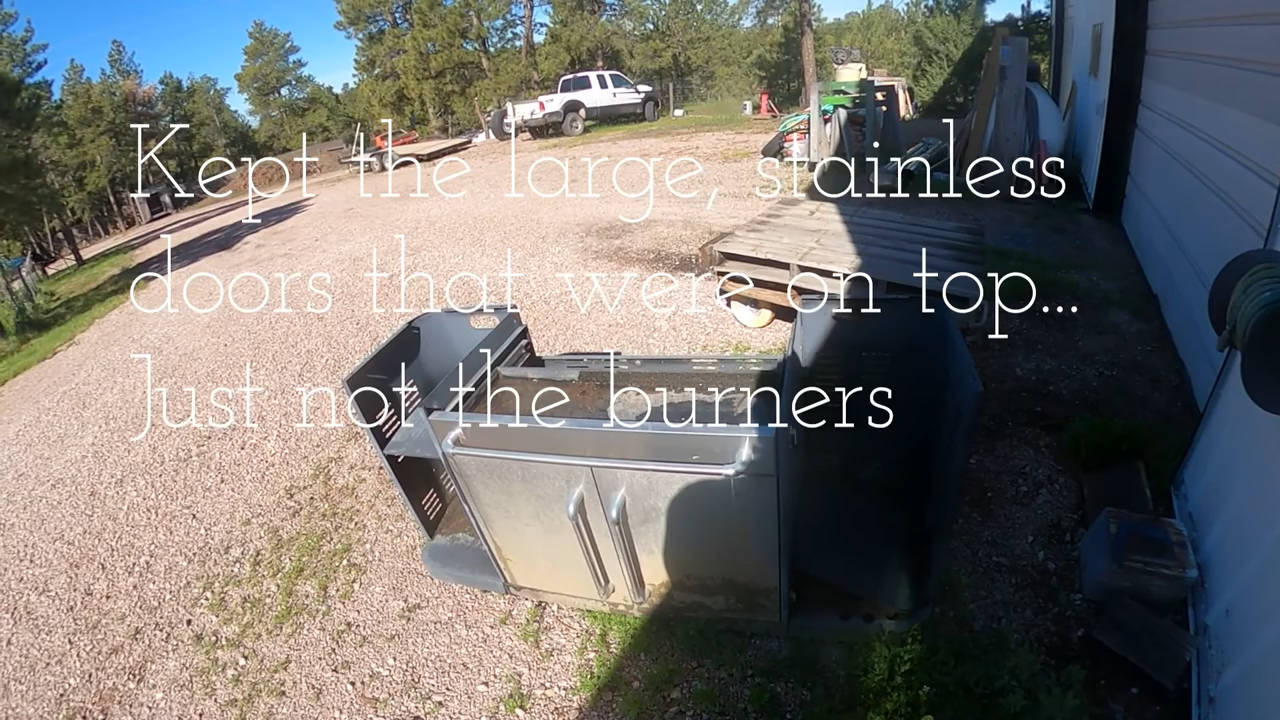 Kept the large, stainless
doors that were on top...
Just not the burners